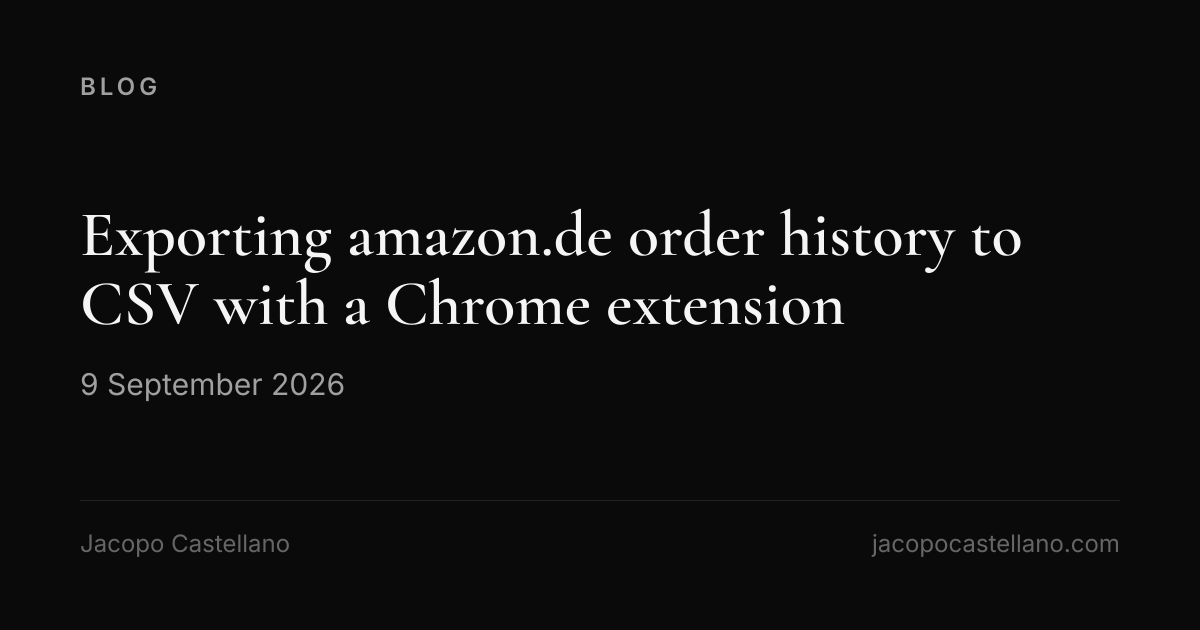 BLOG
Exporting amazon.de order history to
CSV with a Chrome extension
9 September 2026
Jacopo Castellano
jacopocastellano.com